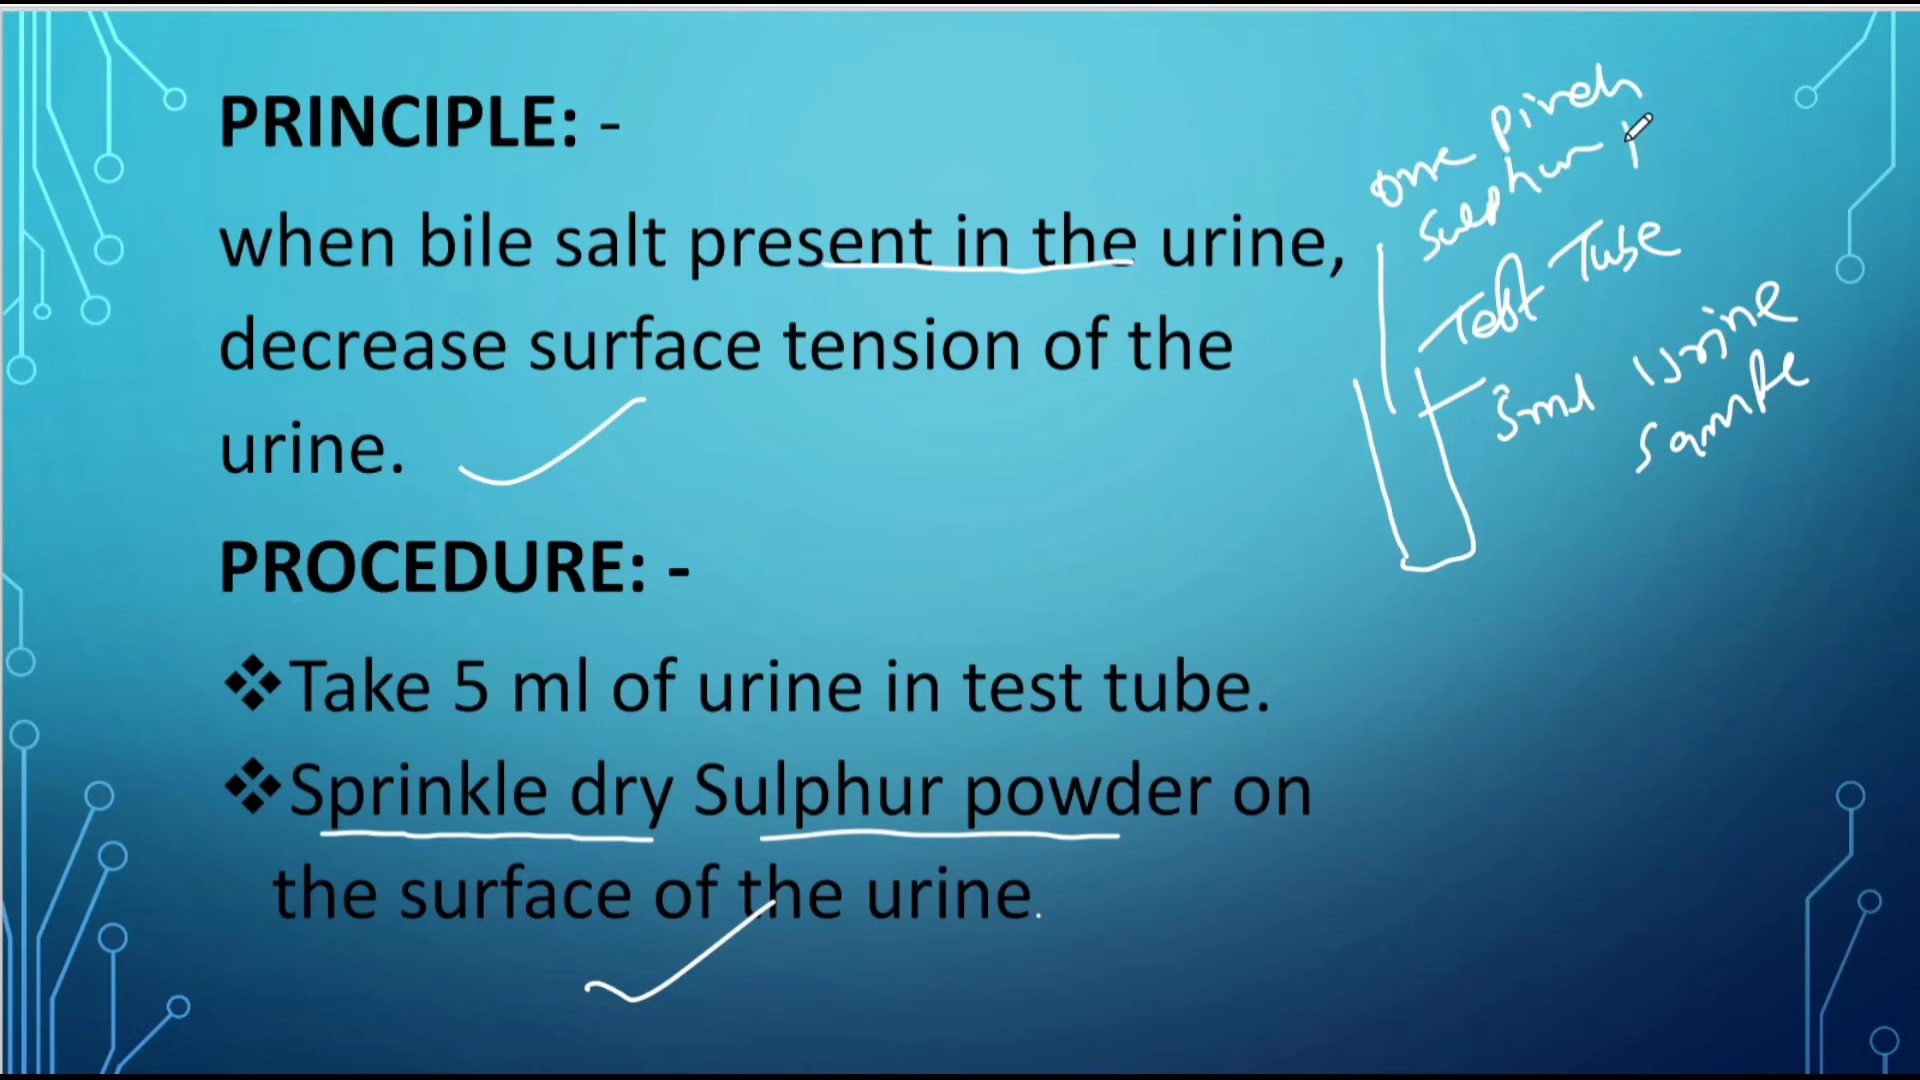 PRINCIPLE: -
when bile salt present in the urine,
decrease surface tension of the
urine.
PROCEDURE: -
❖Take 5 ml of urine in test tube.
❖Sprinkle dry Sulphur powder on
the surface of the urine.
one pinch
Sulphur
Test Tube
5ml Urine
Sample